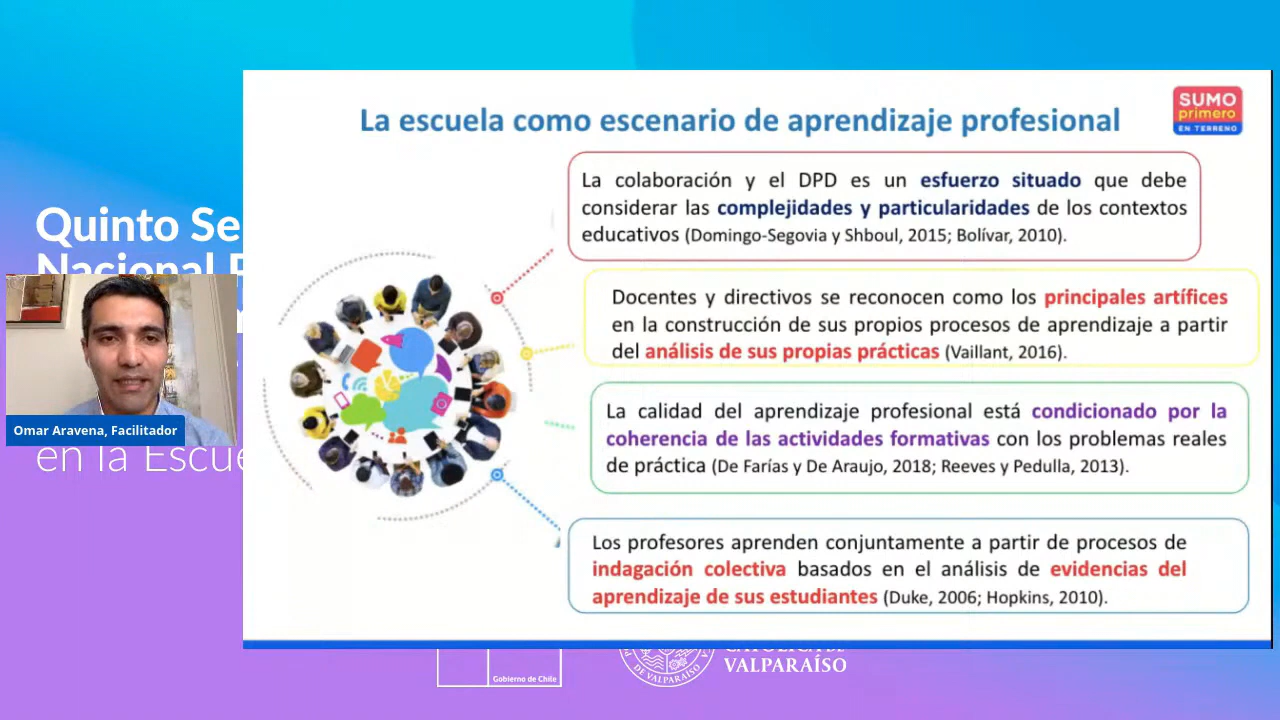 La escuela como escenario de aprendizaje profesional
SUMO
primero
EN TERRENO
La colaboración y el DPD es un esfuerzo situado que debe
considerar las complejidades y particularidades de los contextos
educativos (Domingo-Segovia y Shboul, 2015; Bolívar, 2010).
Docentes y directivos se reconocen como los principales artífices
en la construcción de sus propios procesos de aprendizaje a partir
del análisis de sus propias prácticas (Vaillant, 2016).
La calidad del aprendizaje profesional está condicionado por la
coherencia de las actividades formativas con los problemas reales
de práctica (De Farías y De Araujo, 2018; Reeves y Pedulla, 2013).
Los profesores aprenden conjuntamente a partir de procesos de
indagación colectiva basados en el análisis de evidencias del
aprendizaje de sus estudiantes (Duke, 2006; Hopkins, 2010).
Quinto Se
Nacional
Omar Aravena, Facilitador
en la Escue
Gobierno de Chile
DE VALPARAÍSO
CATÓLICA DE
VALPARAÍSO